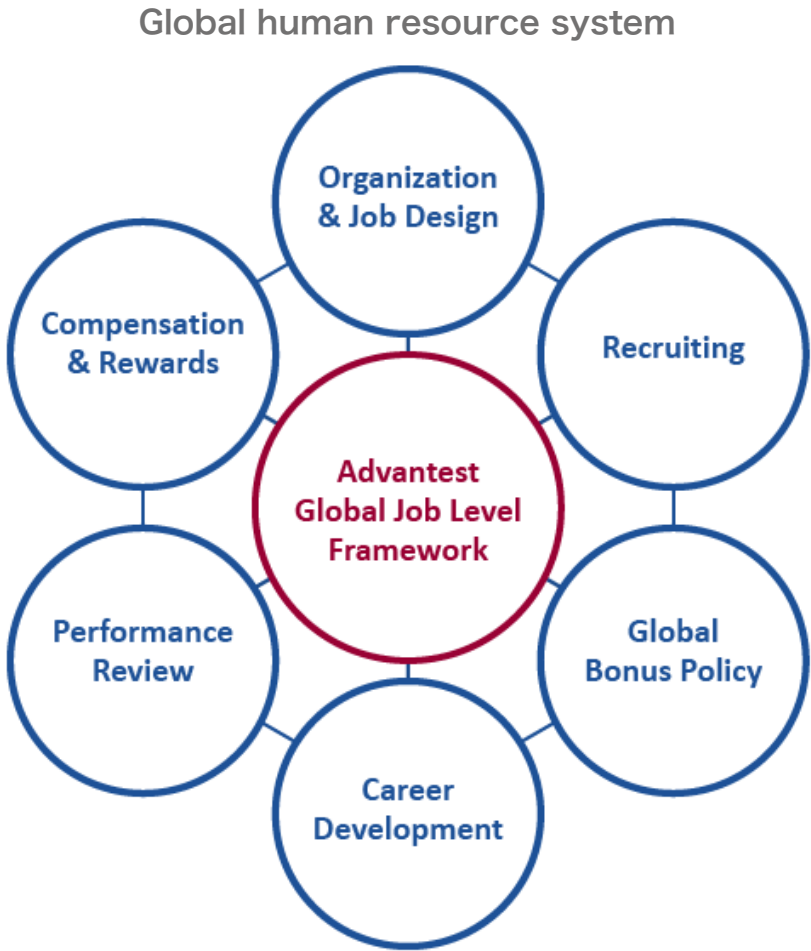 Global human resource system
Organization
& Job Design
Compensation
& Rewards
Recruiting
Advantest
Global Job Level
Framework
Performance
Review
Global
Bonus Policy
Career
Development